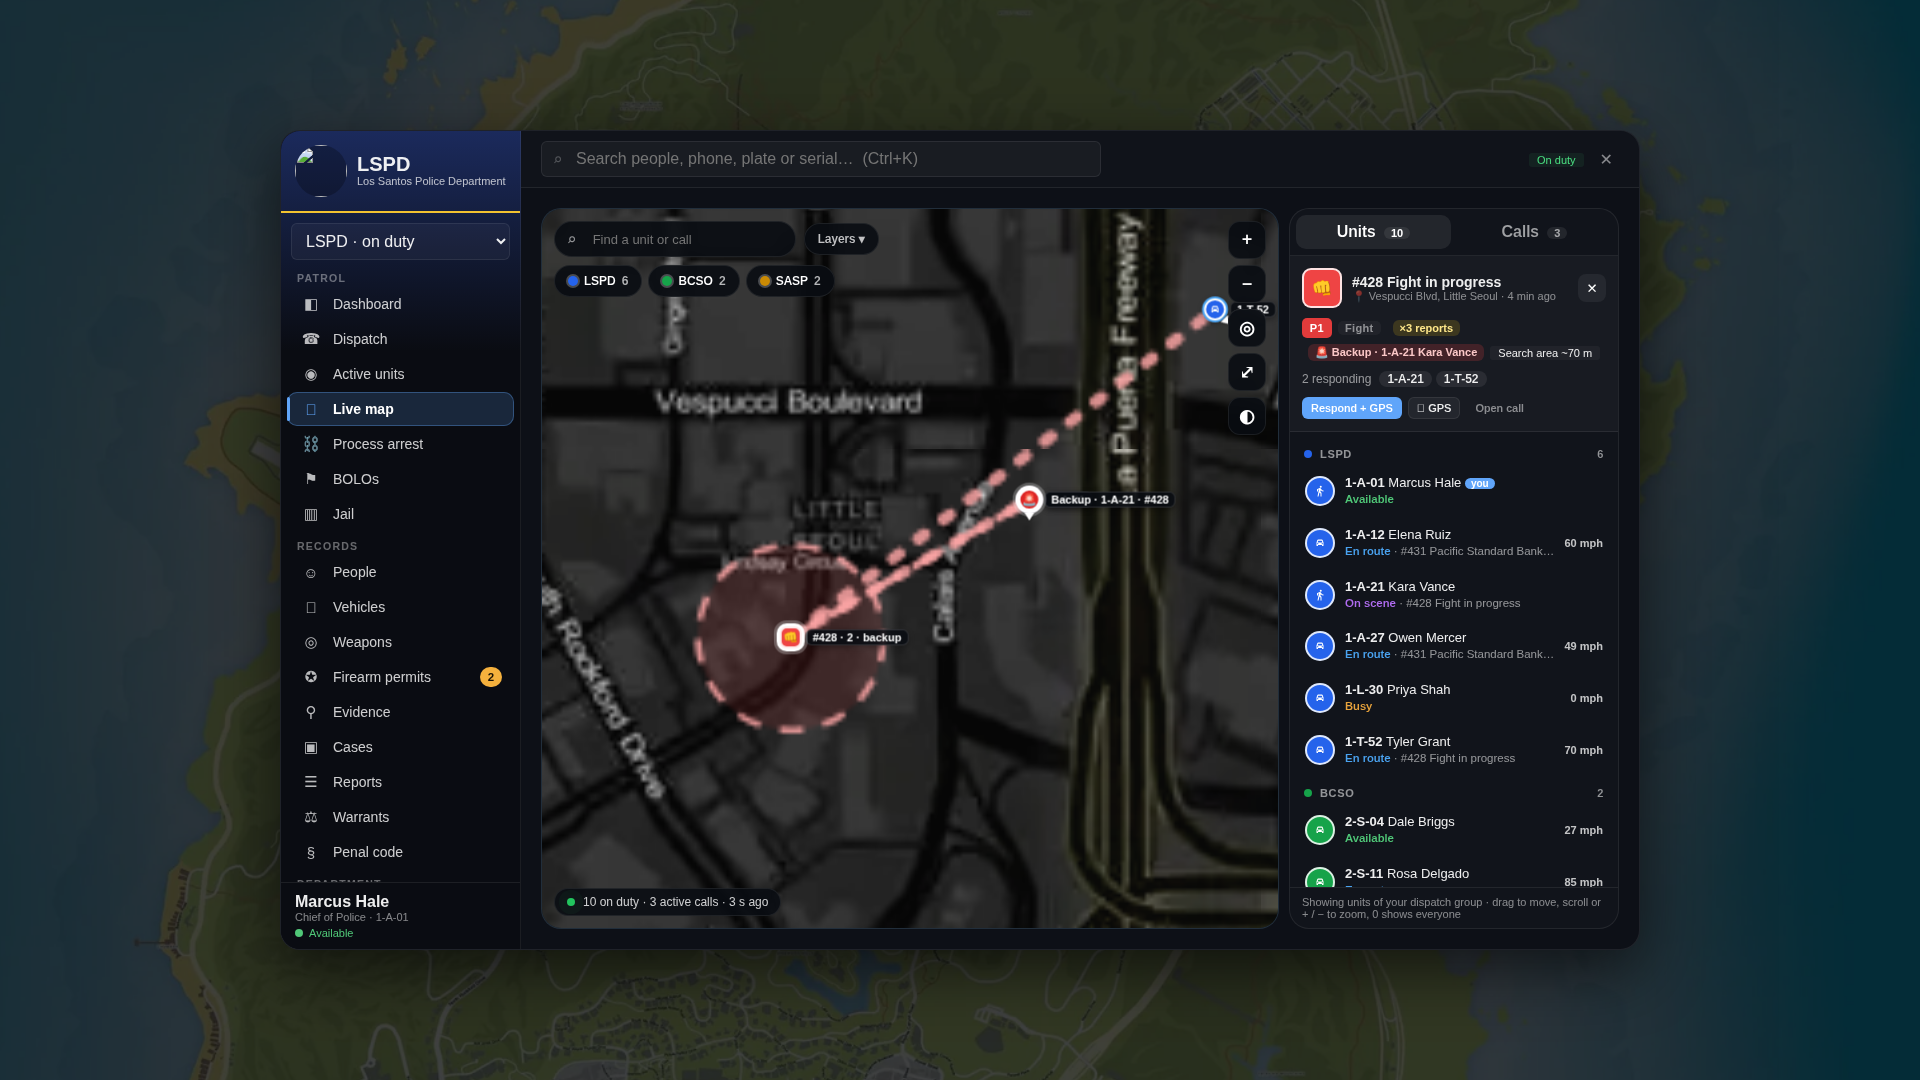 LSPD
Los Santos Police Department
LSPD · on duty
PATROL
Dashboard
Dispatch
Active units
Live map
Process arrest
BOLOs
Jail
RECORDS
People
Vehicles
Weapons
Firearm permits 2
Evidence
Cases
Reports
Warrants
§ Penal code
DEPARTMENT
Marcus Hale
Chief of Police · 1-A-01
Available
Search people, phone, plate or serial… (Ctrl+K)
On duty ✕
Find a unit or call
Layers ▾
LSPD 6
BCSO 2
SASP 2
+
−
1-T-52
Vespucci Boulevard
Puerta Freeway
Backup · 1-A-21 · #428
LITTLE
SEOUL
Lindsay Circus
#428 · 2 · backup
Calais
Rockford Drive
10 on duty · 3 active calls · 3 s ago
Units 10
Calls 3
#428 Fight in progress
Vespucci Blvd, Little Seoul · 4 min ago
✕
P1 Fight ×3 reports
Backup · 1-A-21 Kara Vance Search area ~70 m
2 responding 1-A-21 1-T-52
Respond + GPS GPS Open call
LSPD 6
1-A-01 Marcus Hale you
Available
1-A-12 Elena Ruiz
En route · #431 Pacific Standard Bank… 60 mph
1-A-21 Kara Vance
On scene · #428 Fight in progress
1-A-27 Owen Mercer
En route · #431 Pacific Standard Bank… 49 mph
1-L-30 Priya Shah
Busy 0 mph
1-T-52 Tyler Grant
En route · #428 Fight in progress 70 mph
BCSO 2
2-S-04 Dale Briggs
Available 27 mph
2-S-11 Rosa Delgado
85 mph
Showing units of your dispatch group · drag to move, scroll or
+ / − to zoom, 0 shows everyone